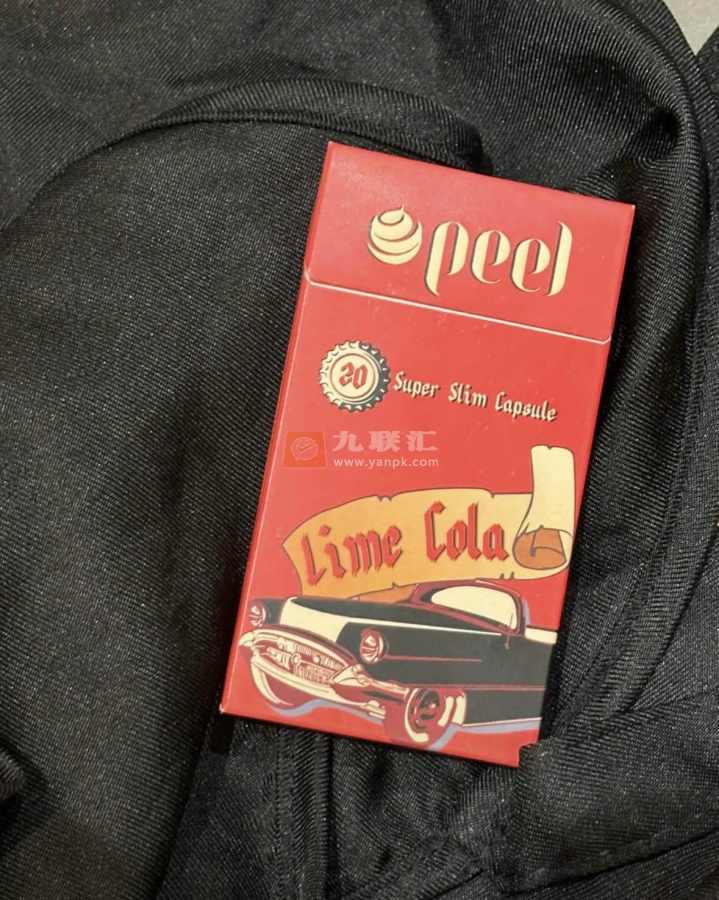 peel
20 Super Slim Capsule
九联汇
www.yanpk.com
Lime Cola